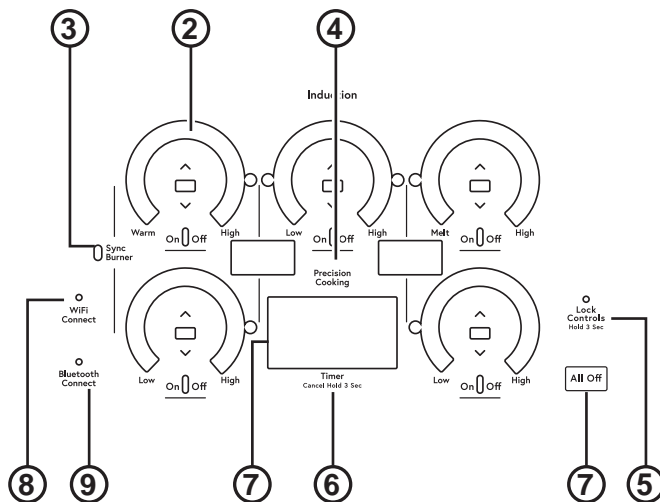 3
2
4
Induction
Warm
High
Low
High
Melt
High
On Off
On Off
On Off
Sync
Burner
Precision
Cooking
WiFi
Connect
Lock
Controls
Hold 3 Sec
Bluetooth
Connect
Low
High
On Off
Timer
Cancel Hold 3 Sec
Low
High
On Off
All Off
8
9
7
6
7
5